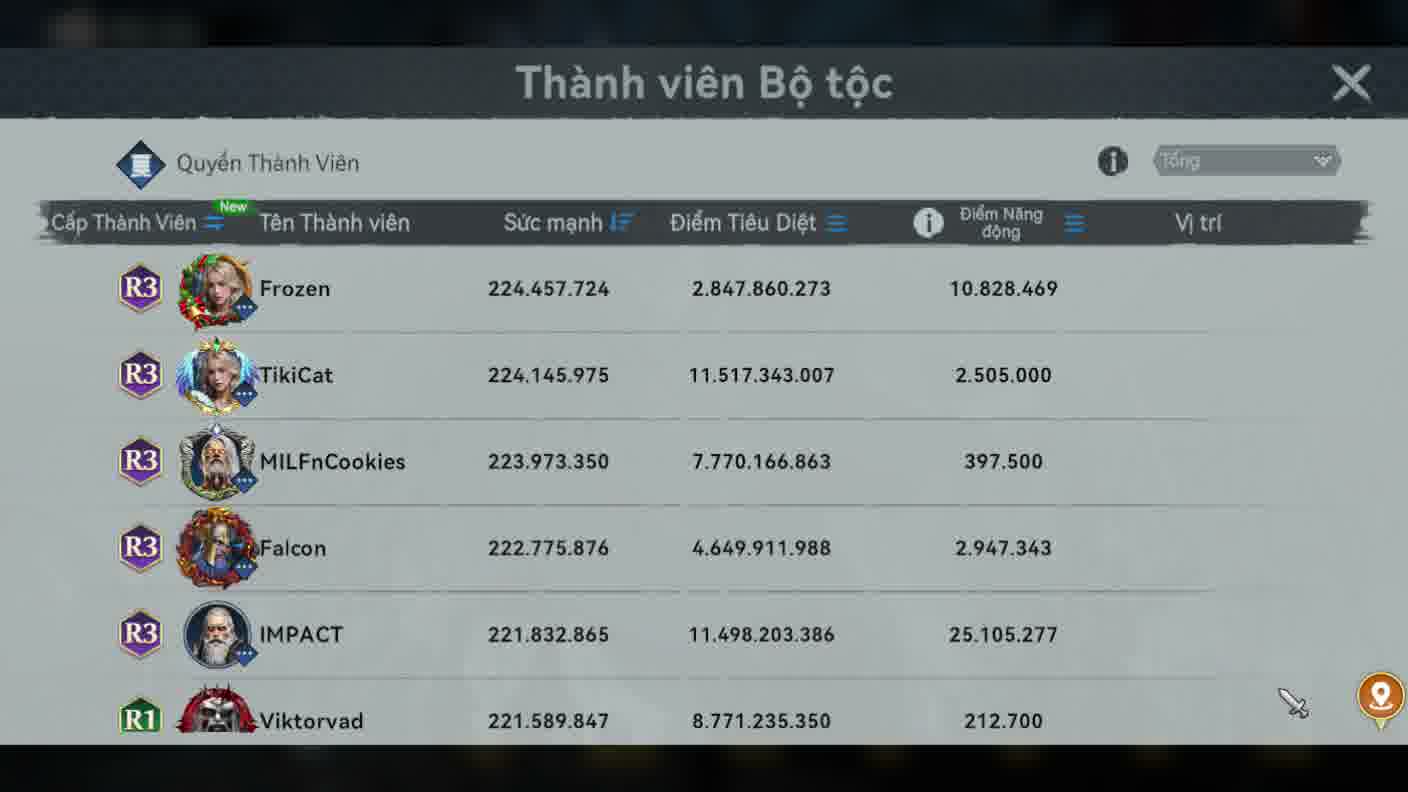 Thành viên Bộ tộc
Quyển Thành Viên
Tổng
Cấp Thành Viên New Tên Thành viên Sức mạnh Điểm Tiêu Diệt Điểm Năng động Vị trí
R3 Frozen 224.457.724 2.847.860.273 10.828.469
R3 TikiCat 224.145.975 11.517.343.007 2.505.000
R3 MILFnCookies 223.973.350 7.770.166.863 397.500
R3 Falcon 222.775.876 4.649.911.988 2.947.343
R3 IMPACT 221.832.865 11.498.203.386 25.105.277
R1 Viktorvad 221.589.847 8.771.235.350 212.700